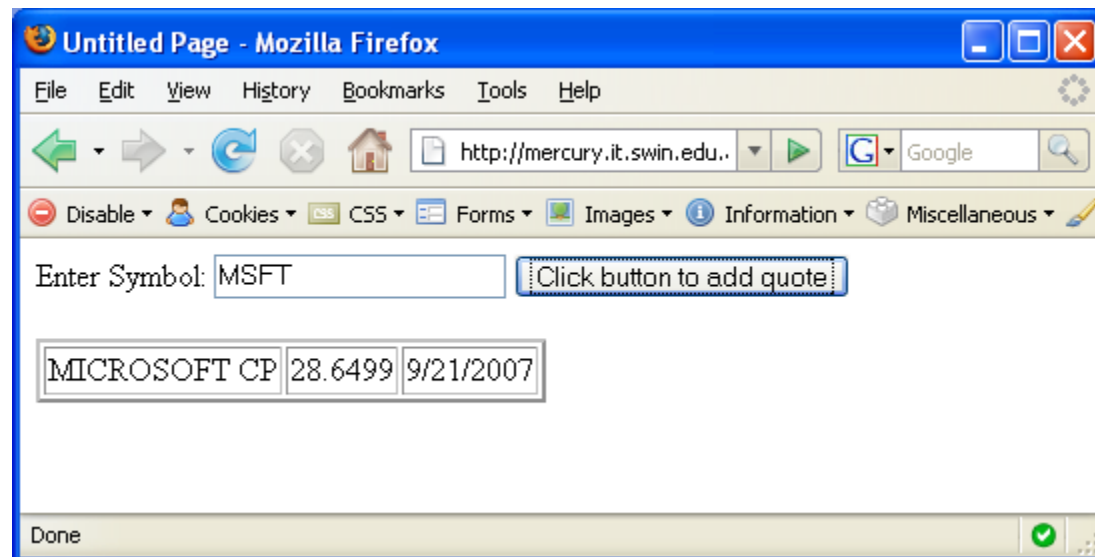 Untitled Page - Mozilla Firefox
File Edit View History Bookmarks Tools Help
http://mercury.it.swin.edu.. G Google
Disable Cookies CSS CSS Forms Images Information Miscellaneous
Enter Symbol: MSFT Click button to add quote
MICROSOFT CP 28.6499 9/21/2007
Done